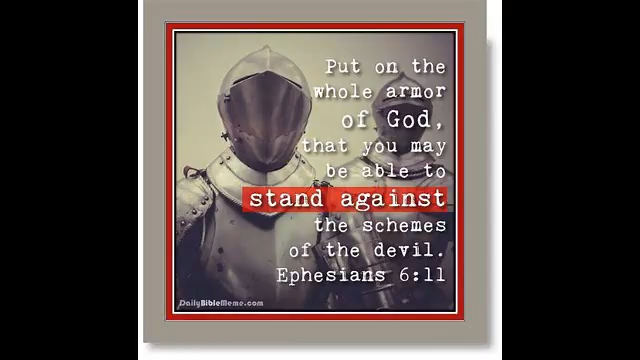 Put on the
whole armor
of God,
that you may
be able to
stand against
the schemes
of the devil.
Ephesians 6:11
DailyBibleMeme.com